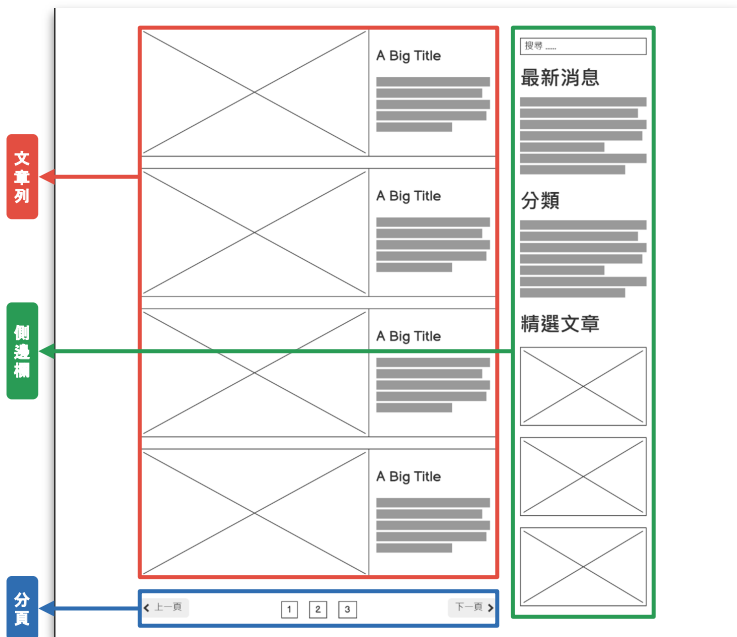 文章列
側邊欄
分頁
A Big Title
A Big Title
A Big Title
A Big Title
上一頁
1
2
3
下一頁
搜尋 ......
最新消息
分類
精選文章